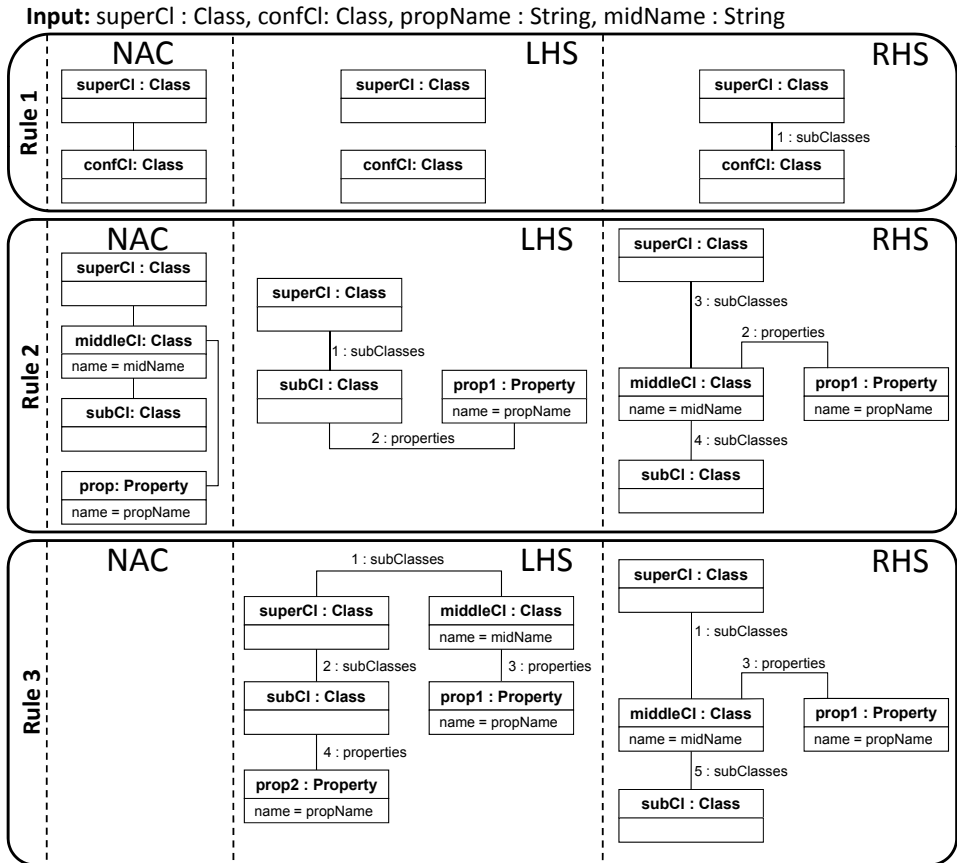 Input: superCl : Class, confCl: Class, propName : String, midName : String
Rule 1
NAC
superCl : Class
confCl: Class
LHS
superCl : Class
confCl: Class
RHS
superCl : Class
1 : subClasses
confCl: Class
Rule 2
NAC
superCl : Class
middleCl: Class
name = midName
subCl: Class
prop: Property
name = propName
LHS
superCl : Class
1 : subClasses
subCl : Class
prop1 : Property
name = propName
2 : properties
RHS
superCl : Class
3 : subClasses
2 : properties
middleCl : Class
name = midName
prop1 : Property
name = propName
4 : subClasses
subCl : Class
Rule 3
NAC
LHS
1 : subClasses
superCl : Class
middleCl : Class
name = midName
2 : subClasses
3 : properties
subCl : Class
prop1 : Property
name = propName
4 : properties
prop2 : Property
name = propName
RHS
superCl : Class
1 : subClasses
3 : properties
middleCl : Class
name = midName
prop1 : Property
name = propName
5 : subClasses
subCl : Class